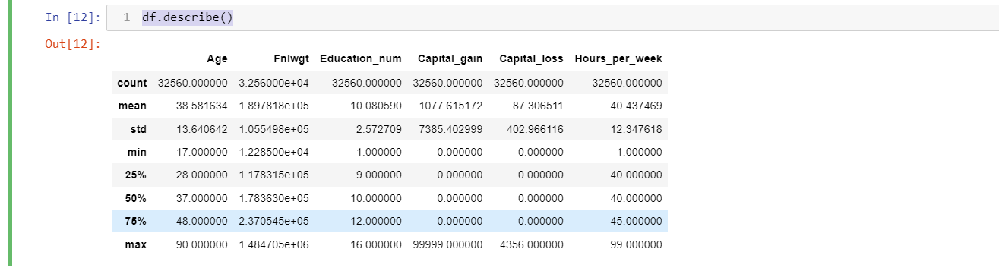 In [12]: 1 df.describe()
Out[12]:
Age Fnlwgt Education_num Capital_gain Capital_loss Hours_per_week
count 32560.000000 3.256000e+04 32560.000000 32560.000000 32560.000000 32560.000000
mean 38.581634 1.897818e+05 10.080590 1077.615172 87.306511 40.437469
std 13.640642 1.055498e+05 2.572709 7385.402999 402.966116 12.347618
min 17.000000 1.228500e+04 1.000000 0.000000 0.000000 1.000000
25% 28.000000 1.178315e+05 9.000000 0.000000 0.000000 40.000000
50% 37.000000 1.783630e+05 10.000000 0.000000 0.000000 40.000000
75% 48.000000 2.370545e+05 12.000000 0.000000 0.000000 45.000000
max 90.000000 1.484705e+06 16.000000 99999.000000 4356.000000 99.000000